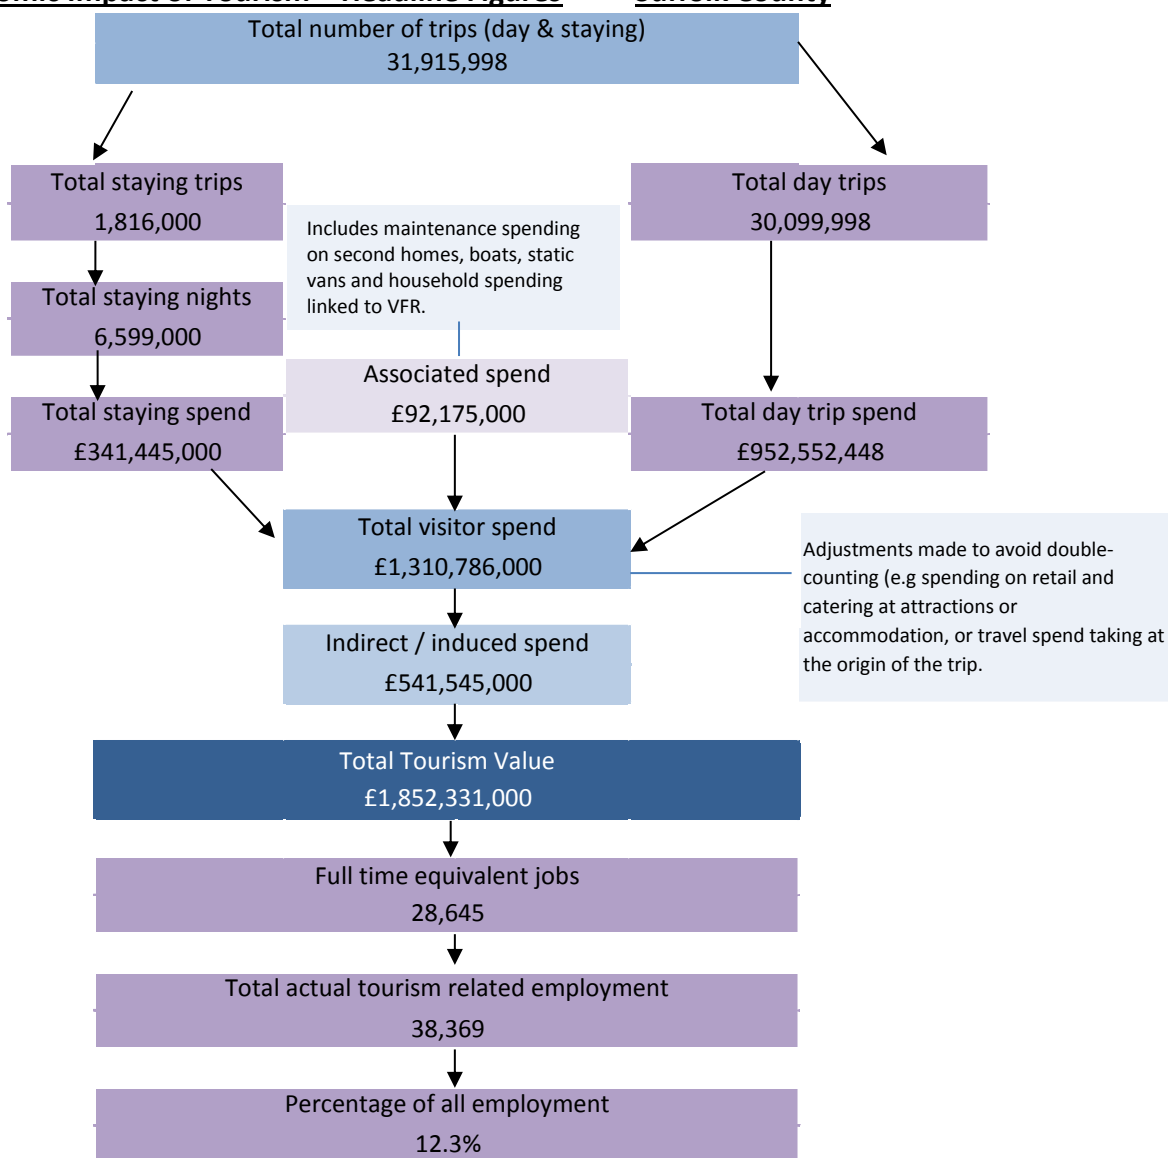 Impact of Tourism – Headline Figures County
Total number of trips (day & staying)
31,915,998
Total staying trips
1,816,000
Total day trips
30,099,998
Includes maintenance spending
on second homes, boats, static
vans and household spending
linked to VFR.
Total staying nights
6,599,000
Associated spend
£92,175,000
Total staying spend
£341,445,000
Total day trip spend
£952,552,448
Total visitor spend
£1,310,786,000
Adjustments made to avoid double-
counting (e.g spending on retail and
catering at attractions or
accommodation, or travel spend taking at
the origin of the trip.
Indirect / induced spend
£541,545,000
Total Tourism Value
£1,852,331,000
Full time equivalent jobs
28,645
Total actual tourism related employment
38,369
Percentage of all employment
12.3%